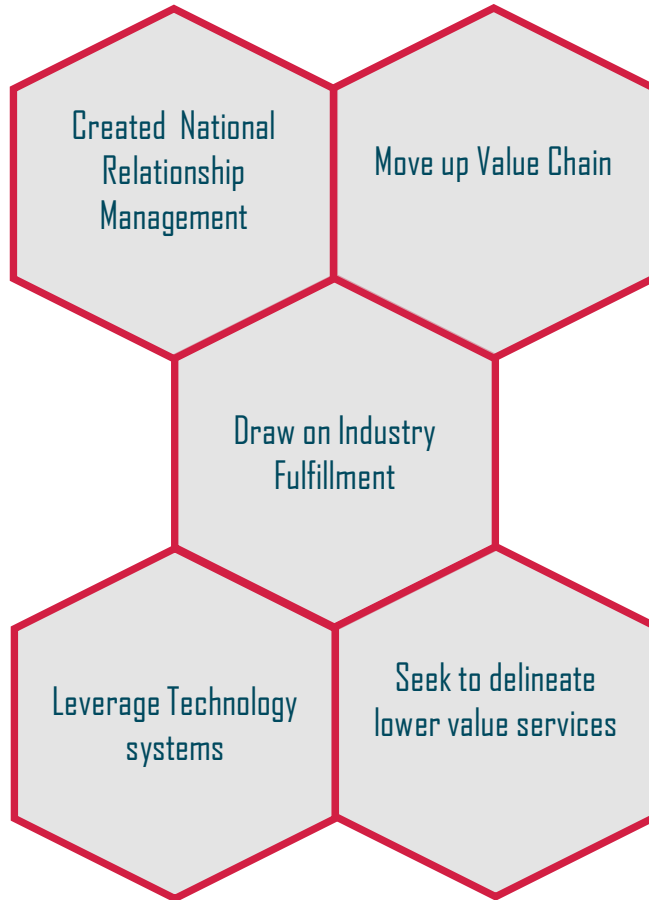 Created  National
Relationship
Management
Move up Value Chain
Draw on Industry
Fulfillment
Leverage Technology
systems
Seek to delineate
lower value services